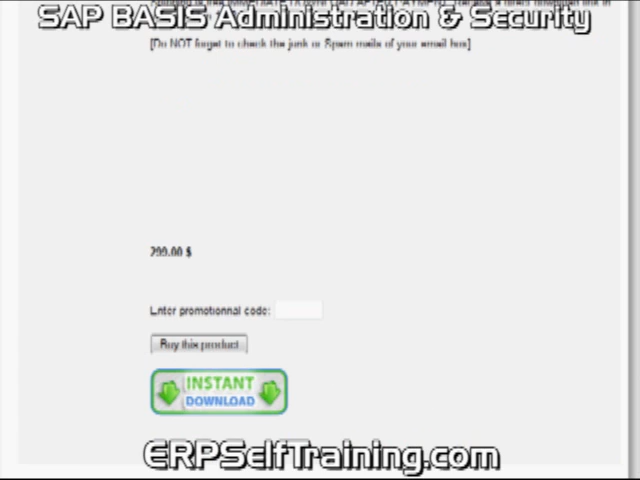 SAP BASIS Administration & Security
[Do NOT forget to check the junk or Spam mails of your email box]
299.00 $
Enter promotionnal code:
Buy this product
INSTANT
DOWNLOAD
ERPSelfTraining.com